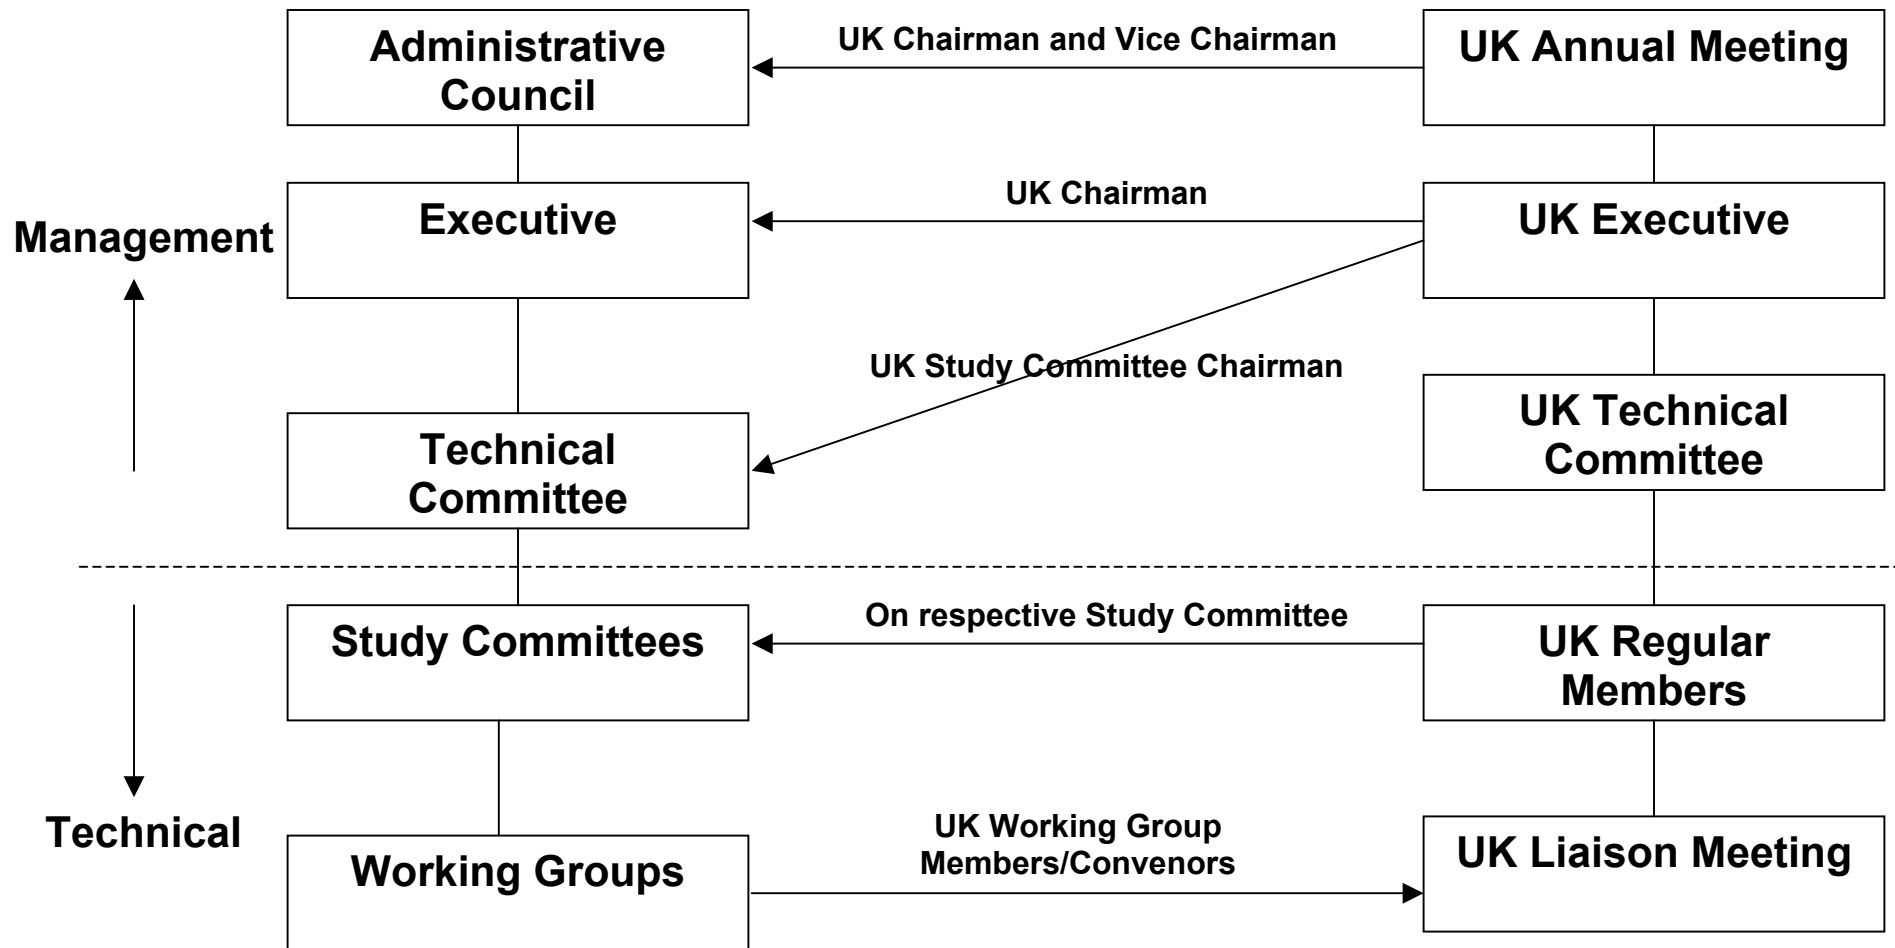 Administrative
Council
UK Chairman and Vice Chairman
UK Annual Meeting
Management
Executive
UK Chairman
UK Executive
UK Study Committee Chairman
Technical
Committee
UK Technical
Committee
Study Committees
On respective Study Committee
UK Regular
Members
Technical
Working Groups
UK Working Group
Members/Convenors
UK Liaison Meeting